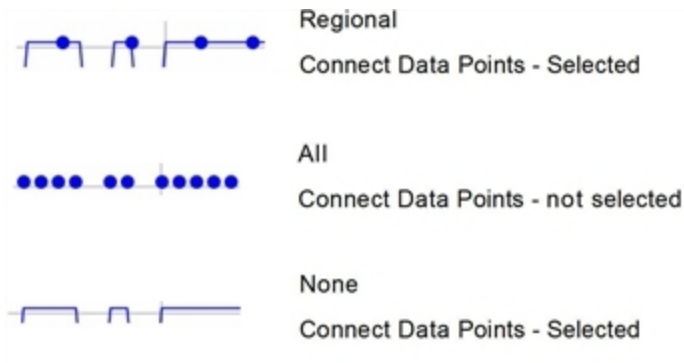 Regional
Connect Data Points - Selected
All
Connect Data Points - not selected
None
Connect Data Points - Selected